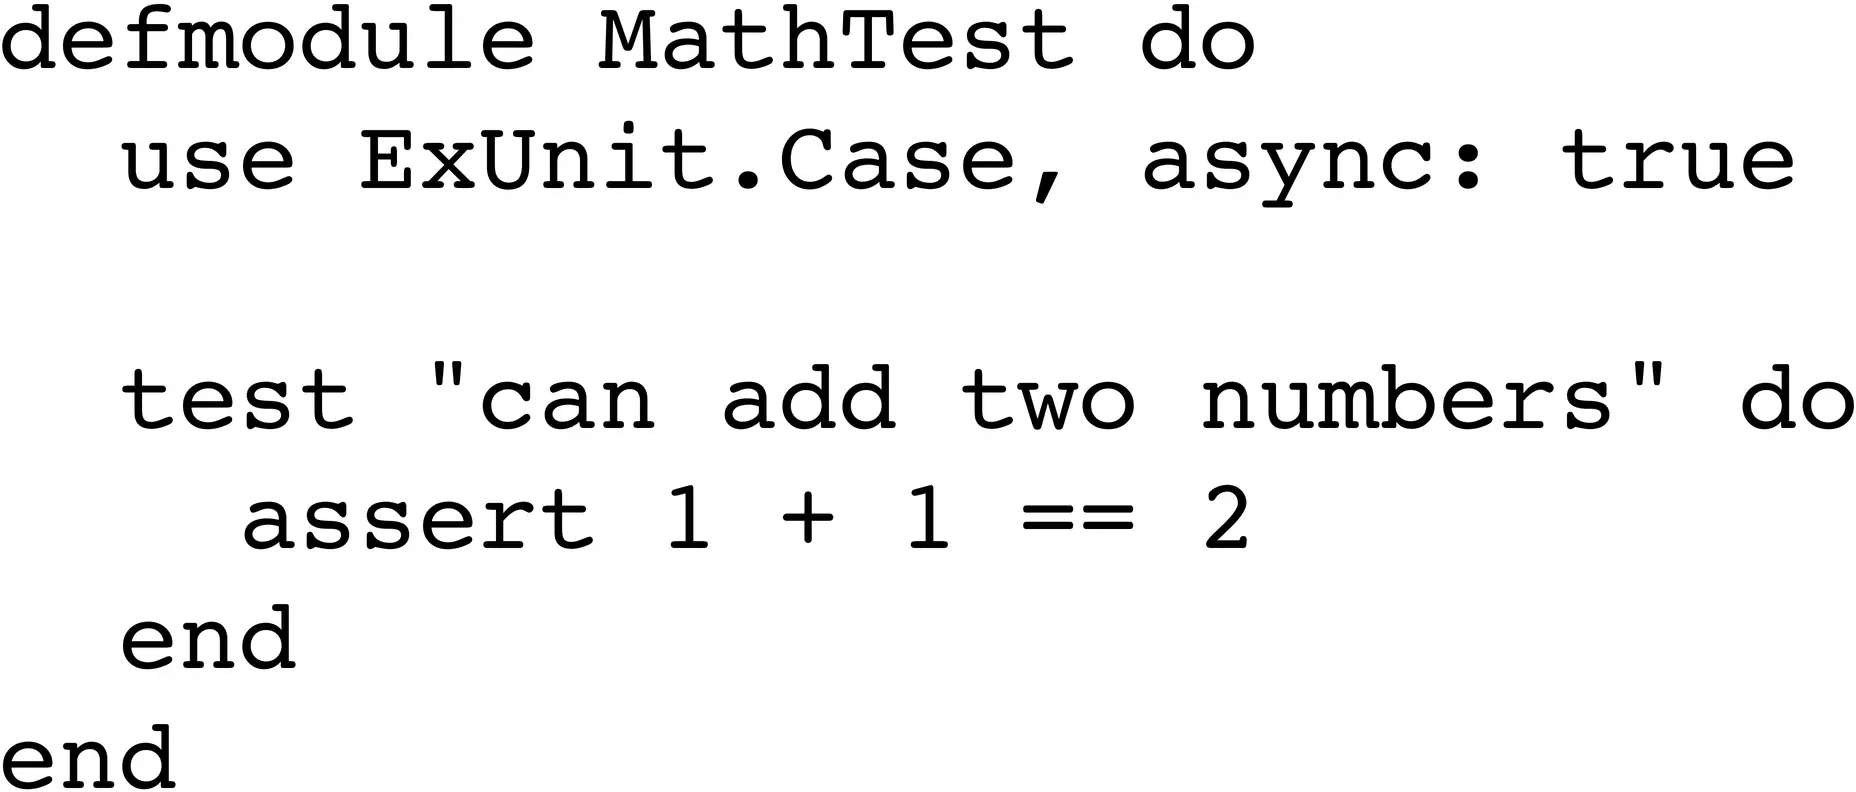 defmodule MathTest do
  use ExUnit.Case, async: true

  test "can add two numbers" do
    assert 1 + 1 == 2
  end
end